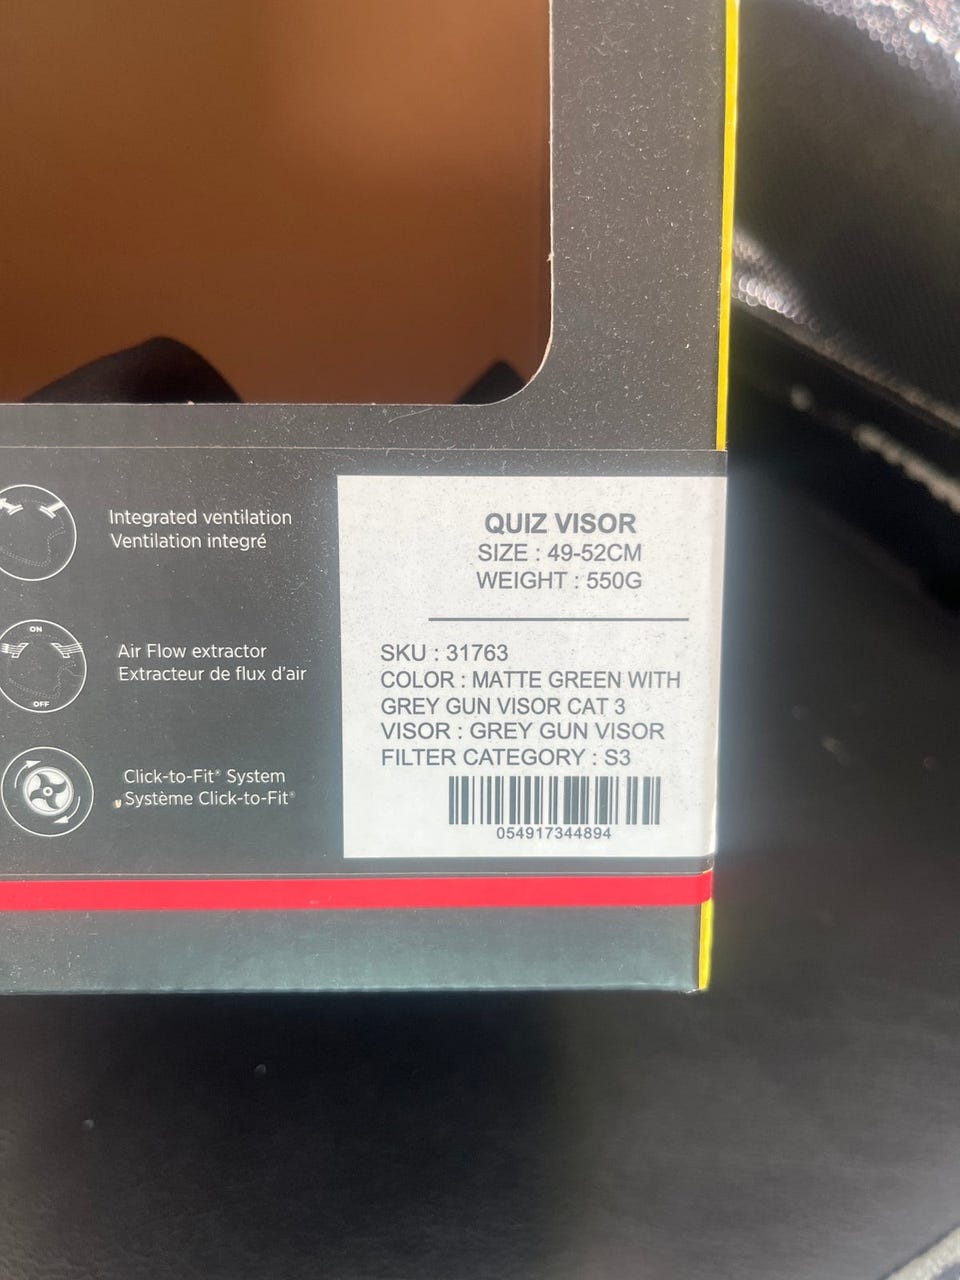 Integrated ventilation
Ventilation integré
ON
Air Flow extractor
Extracteur de flux d'air
OFF
Click-to-Fit® System
Système Click-to-Fit®
QUIZ VISOR
SIZE : 49-52CM
WEIGHT : 550G
SKU : 31763
COLOR : MATTE GREEN WITH
GREY GUN VISOR CAT 3
VISOR : GREY GUN VISOR
FILTER CATEGORY : S3
054917344894